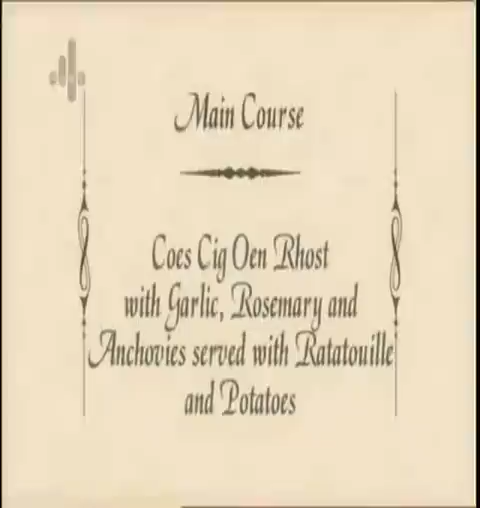 Main Course
Coes Cig Oen Rhost
with Garlic, Rosemary and
Anchovies served with Ratatouille
and Potatoes